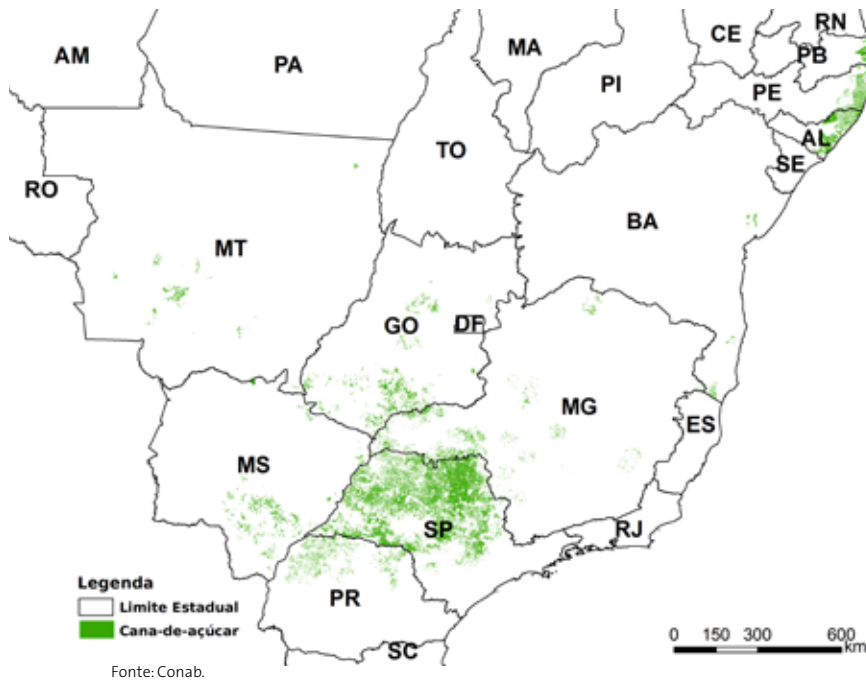 RN
CE
MA
AM
PA
PB
PI
PE
TO
AL
SE
RO
BA
MT
GO
DF
MG
ES
MS
SP
RJ
PR
SC
Legenda
Limite Estadual
Cana-de-açúcar
0 150 300 600
km
Fonte: Conab.